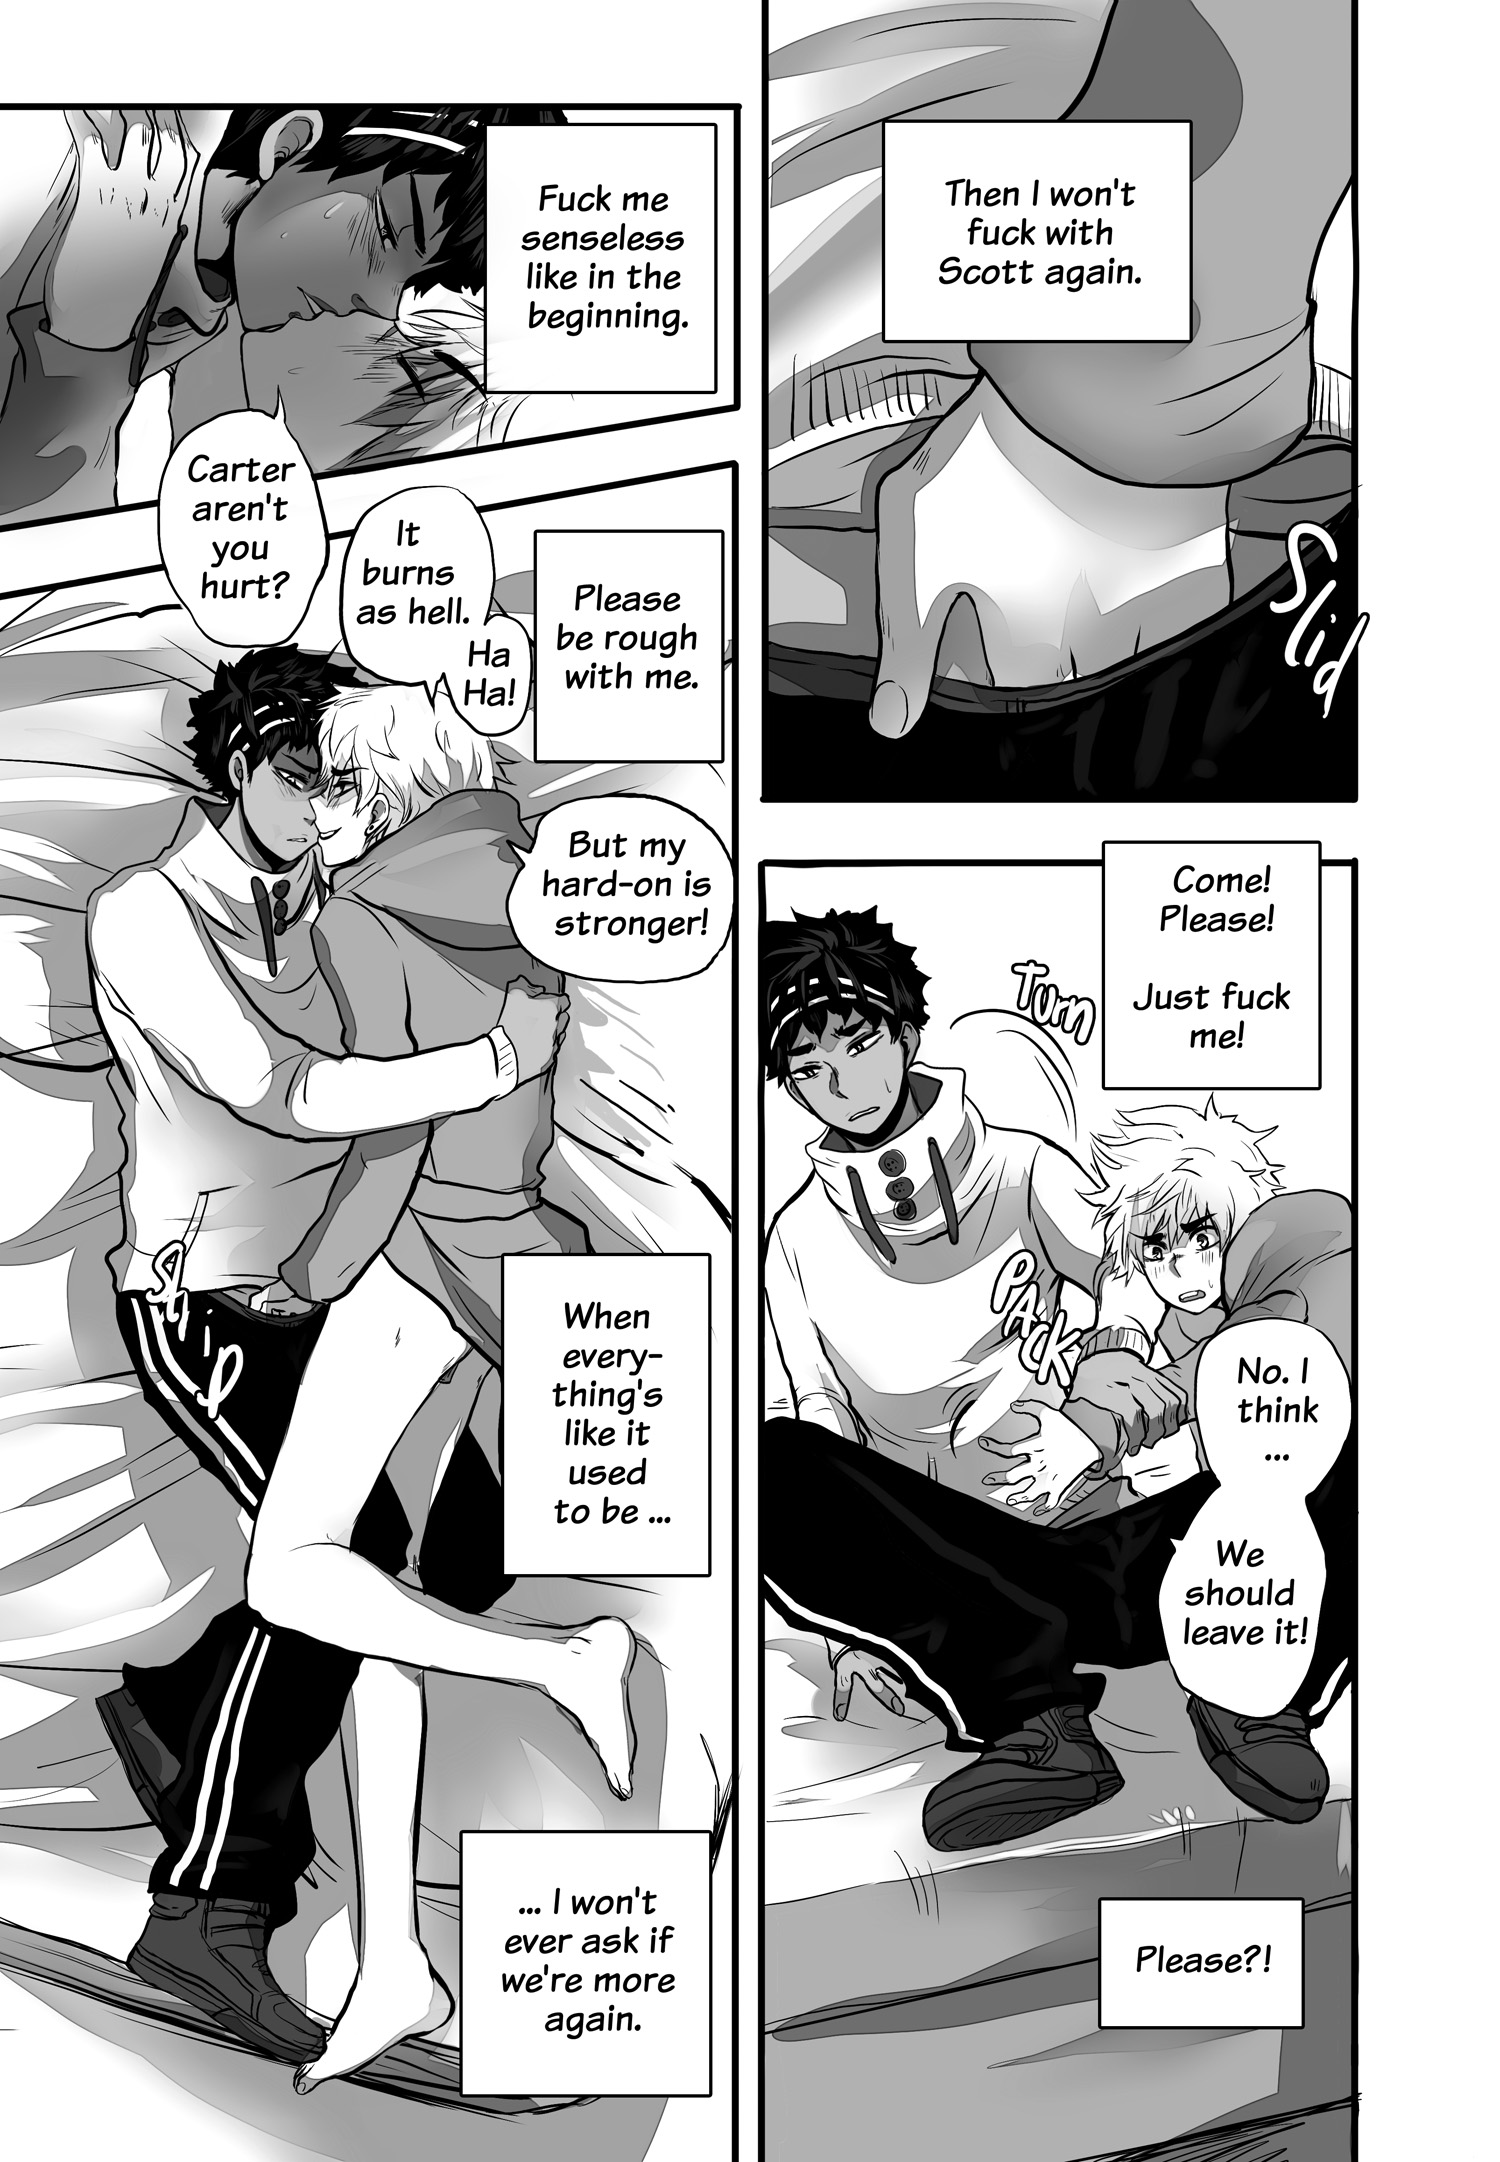 Fuck me
senseless
like in the
beginning.
Carter
aren't
you
hurt?
It
burns
as hell.
Ha
Ha!
Please
be rough
with me.
But my
hard-on is
stronger!
Strip
When
every-
thing's
like it
used
to be ...
... I won't
ever ask if
we're more
again.
Then I won't
fuck with
Scott again.
Slid
Come!
Please!
Just fuck
me!
Turn
PACK
No. I
think
...
We
should
leave it!
Please?!